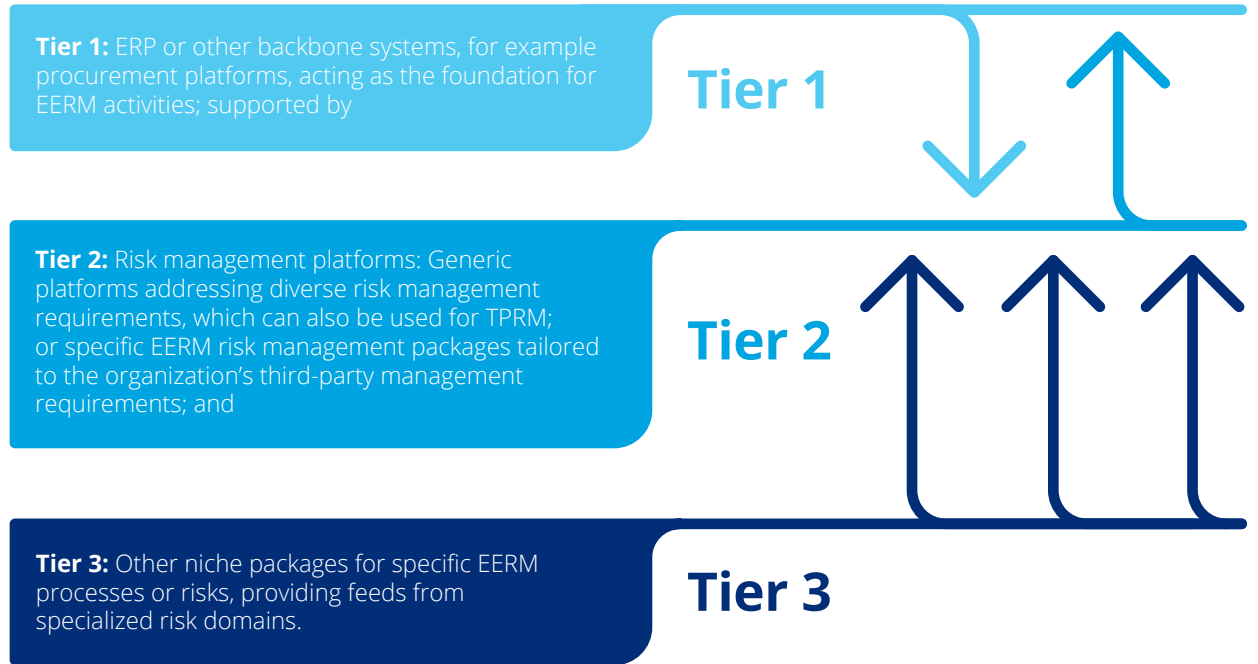 Tier 1: ERP or other backbone systems, for example
procurement platforms, acting as the foundation for
EERM activities; supported by
Tier 1
Tier 2: Risk management platforms: Generic
platforms addressing diverse risk management
requirements, which can also be used for TPRM;
or specific EERM risk management packages tailored
to the organization’s third-party management
requirements; and
Tier 2
Tier 3: Other niche packages for specific EERM
processes or risks, providing feeds from
specialized risk domains.
Tier 3